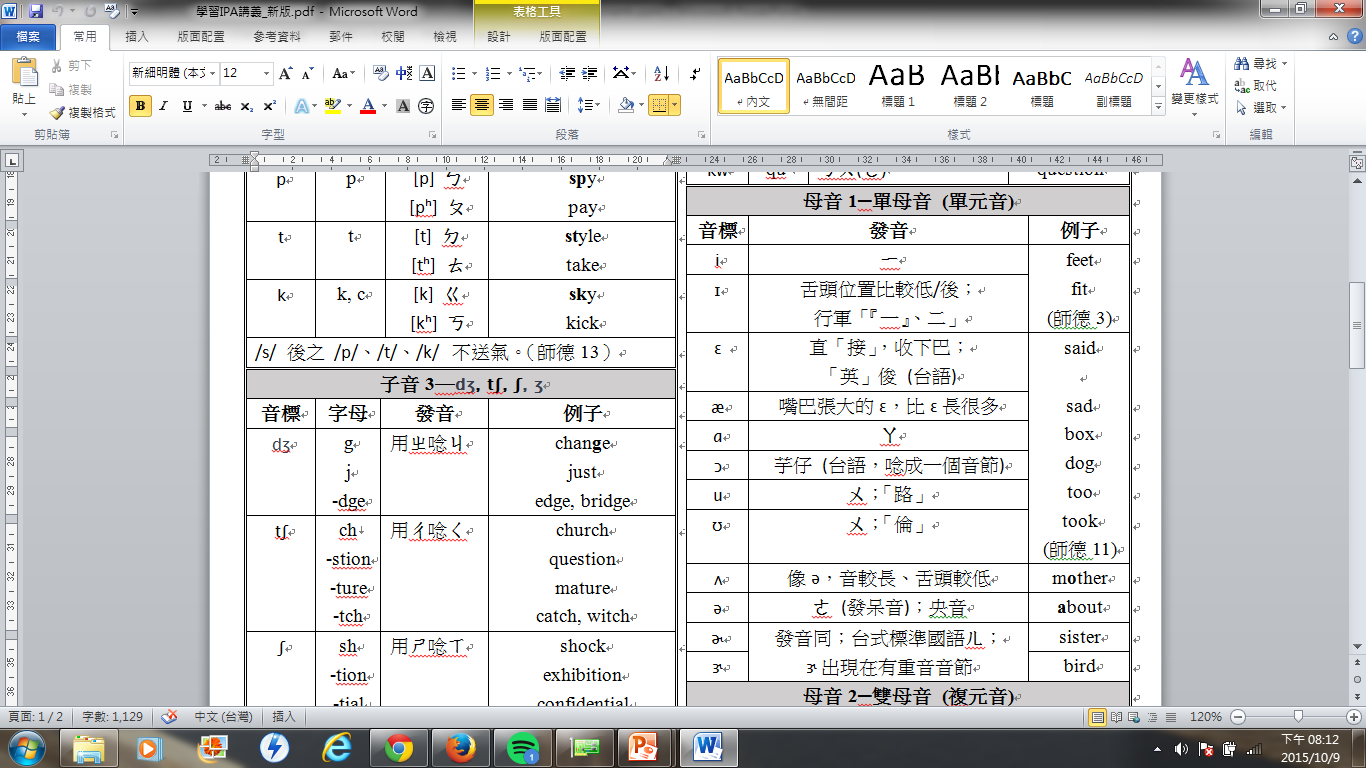 學習IPA講義_新版.pdf - Microsoft Word
表格工具
檔案 常用 插入 版面配置 參考資料 郵件 校閱 檢視 設計 版面配置
貼上
剪下
複製
複製格式
剪貼簿
新細明體 (本文 12
字型
段落
AaBbCcD AaBbCcD AaB AaBl AaBbC AaBbCcD
內文 無間距 標題 1 標題 2 標題 副標題
樣式
變更樣式
尋找
取代
選取
編輯
p p [p] ㄅ spy
[pʰ] ㄆ pay
t t [t] ㄉ style
[tʰ] ㄊ take
k k, c [k] ㄍ sky
[kʰ] ㄎ kick
/s/ 後之 /p/、/t/、/k/ 不送氣。(師德 13)
子音 3─dʒ, tʃ, ʃ, ʒ
音標 字母 發音 例子
dʒ g 用ㄓ唸ㄐ change
j just
-dge edge, bridge
tʃ ch 用ㄔ唸ㄑ church
-stion question
-ture mature
-tch catch, witch
ʃ sh 用ㄕ唸ㄒ shock
-tion exhibition
-tial confidential
kw qu question
母音 1─單母音 (單元音)
音標 發音 例子
i ㄧ feet
ɪ 舌頭位置比較低/後; fit
行軍「『一』、二」 (師德 3)
ɛ 直「接」,收下巴; said
「英」俊 (台語)
æ 嘴巴張大的 ɛ,比 ɛ 長很多 sad
ɑ ㄚ box
ɔ 芋仔 (台語,唸成一個音節) dog
u ㄨ;「路」 too
ʊ ㄨ;「倫」 took
(師德 11)
ʌ 像 ə,音較長、舌頭較低 mother
ə ㄜ (發呆音);央音 about
ɚ 發音同;台式標準國語ㄦ; sister
ɝ ɝ 出現在有重音音節 bird
母音 2─雙母音 (複元音)
頁面: 1 / 2 字數: 1,129 中文 (台灣) 插入 120%
下午 08:12
2015/10/9